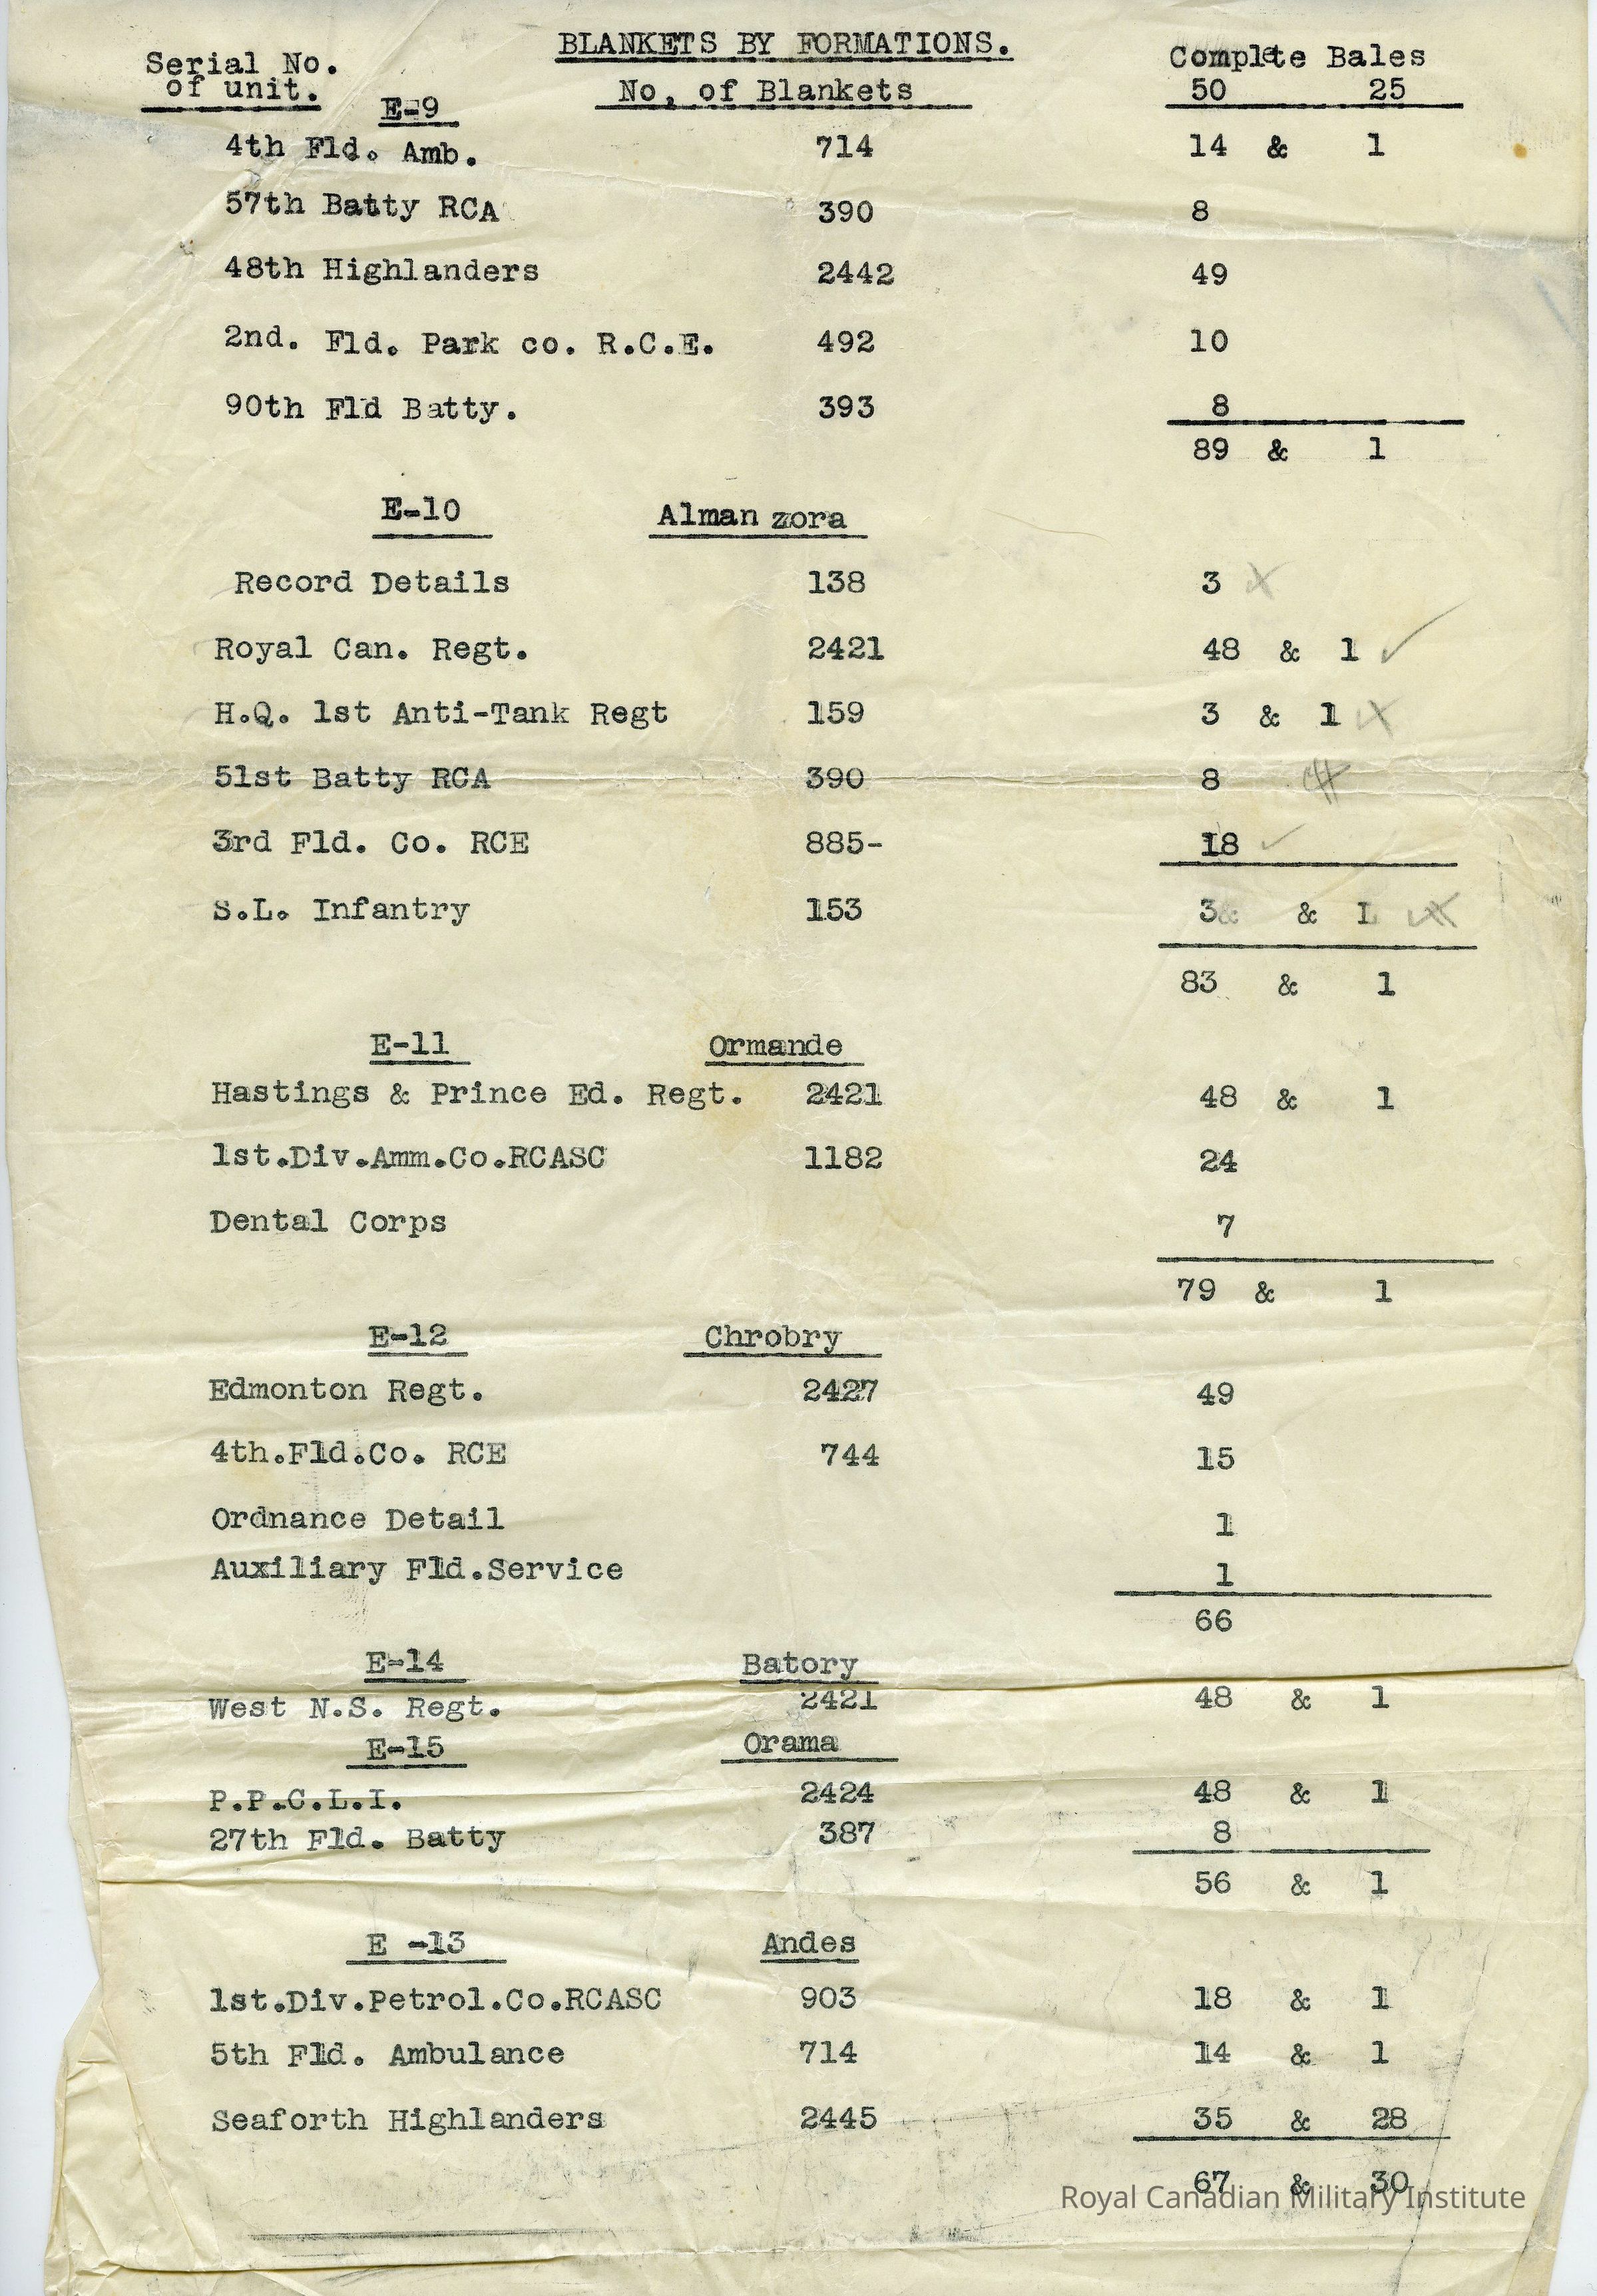 BLANKETS BY FORMATIONS.
Serial No. Complete Bales
of unit. No, of Blankets 50 25
E-9
4th Fld. Amb. 714 14 & 1
57th Batty RCA 390 8
48th Highlanders 2442 49
2nd. Fld. Park co. R.C.E. 492 10
90th Fld Batty. 393 8
89 & 1
E-10 Alman zora
Record Details 138 3
Royal Can. Regt. 2421 48 & 1
H.Q. 1st Anti-Tank Regt 159 3 & 1
51st Batty RCA 390 8
3rd Fld. Co. RCE 885- 18
S.L. Infantry 153 3& & 1
83 & 1
E-11 Ormande
Hastings & Prince Ed. Regt. 2421 48 & 1
1st.Div.Amm.Co.RCASC 1182 24
Dental Corps 7
79 & 1
E-12 Chrobry
Edmonton Regt. 2427 49
4th.Fld.Co. RCE 744 15
Ordnance Detail 1
Auxiliary Fld.Service 1
66
E-14 Batory
West N.S. Regt. 2421 48 & 1
E-15 Orama
P.P.C.L.I. 2424 48 & 1
27th Fld. Batty 387 8
56 & 1
E -13 Andes
1st.Div.Petrol.Co.RCASC 903 18 & 1
5th Fld. Ambulance 714 14 & 1
Seaforth Highlanders 2445 35 & 28
67 & 30
Royal Canadian Military Institute